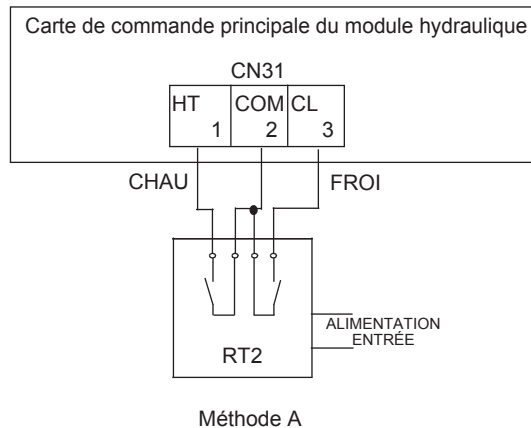 Carte de commande principale du module hydraulique
CN31
HT COM CL
1 2 3
CHAU FROI
ALIMENTATION
ENTRÉE
RT2
Méthode A